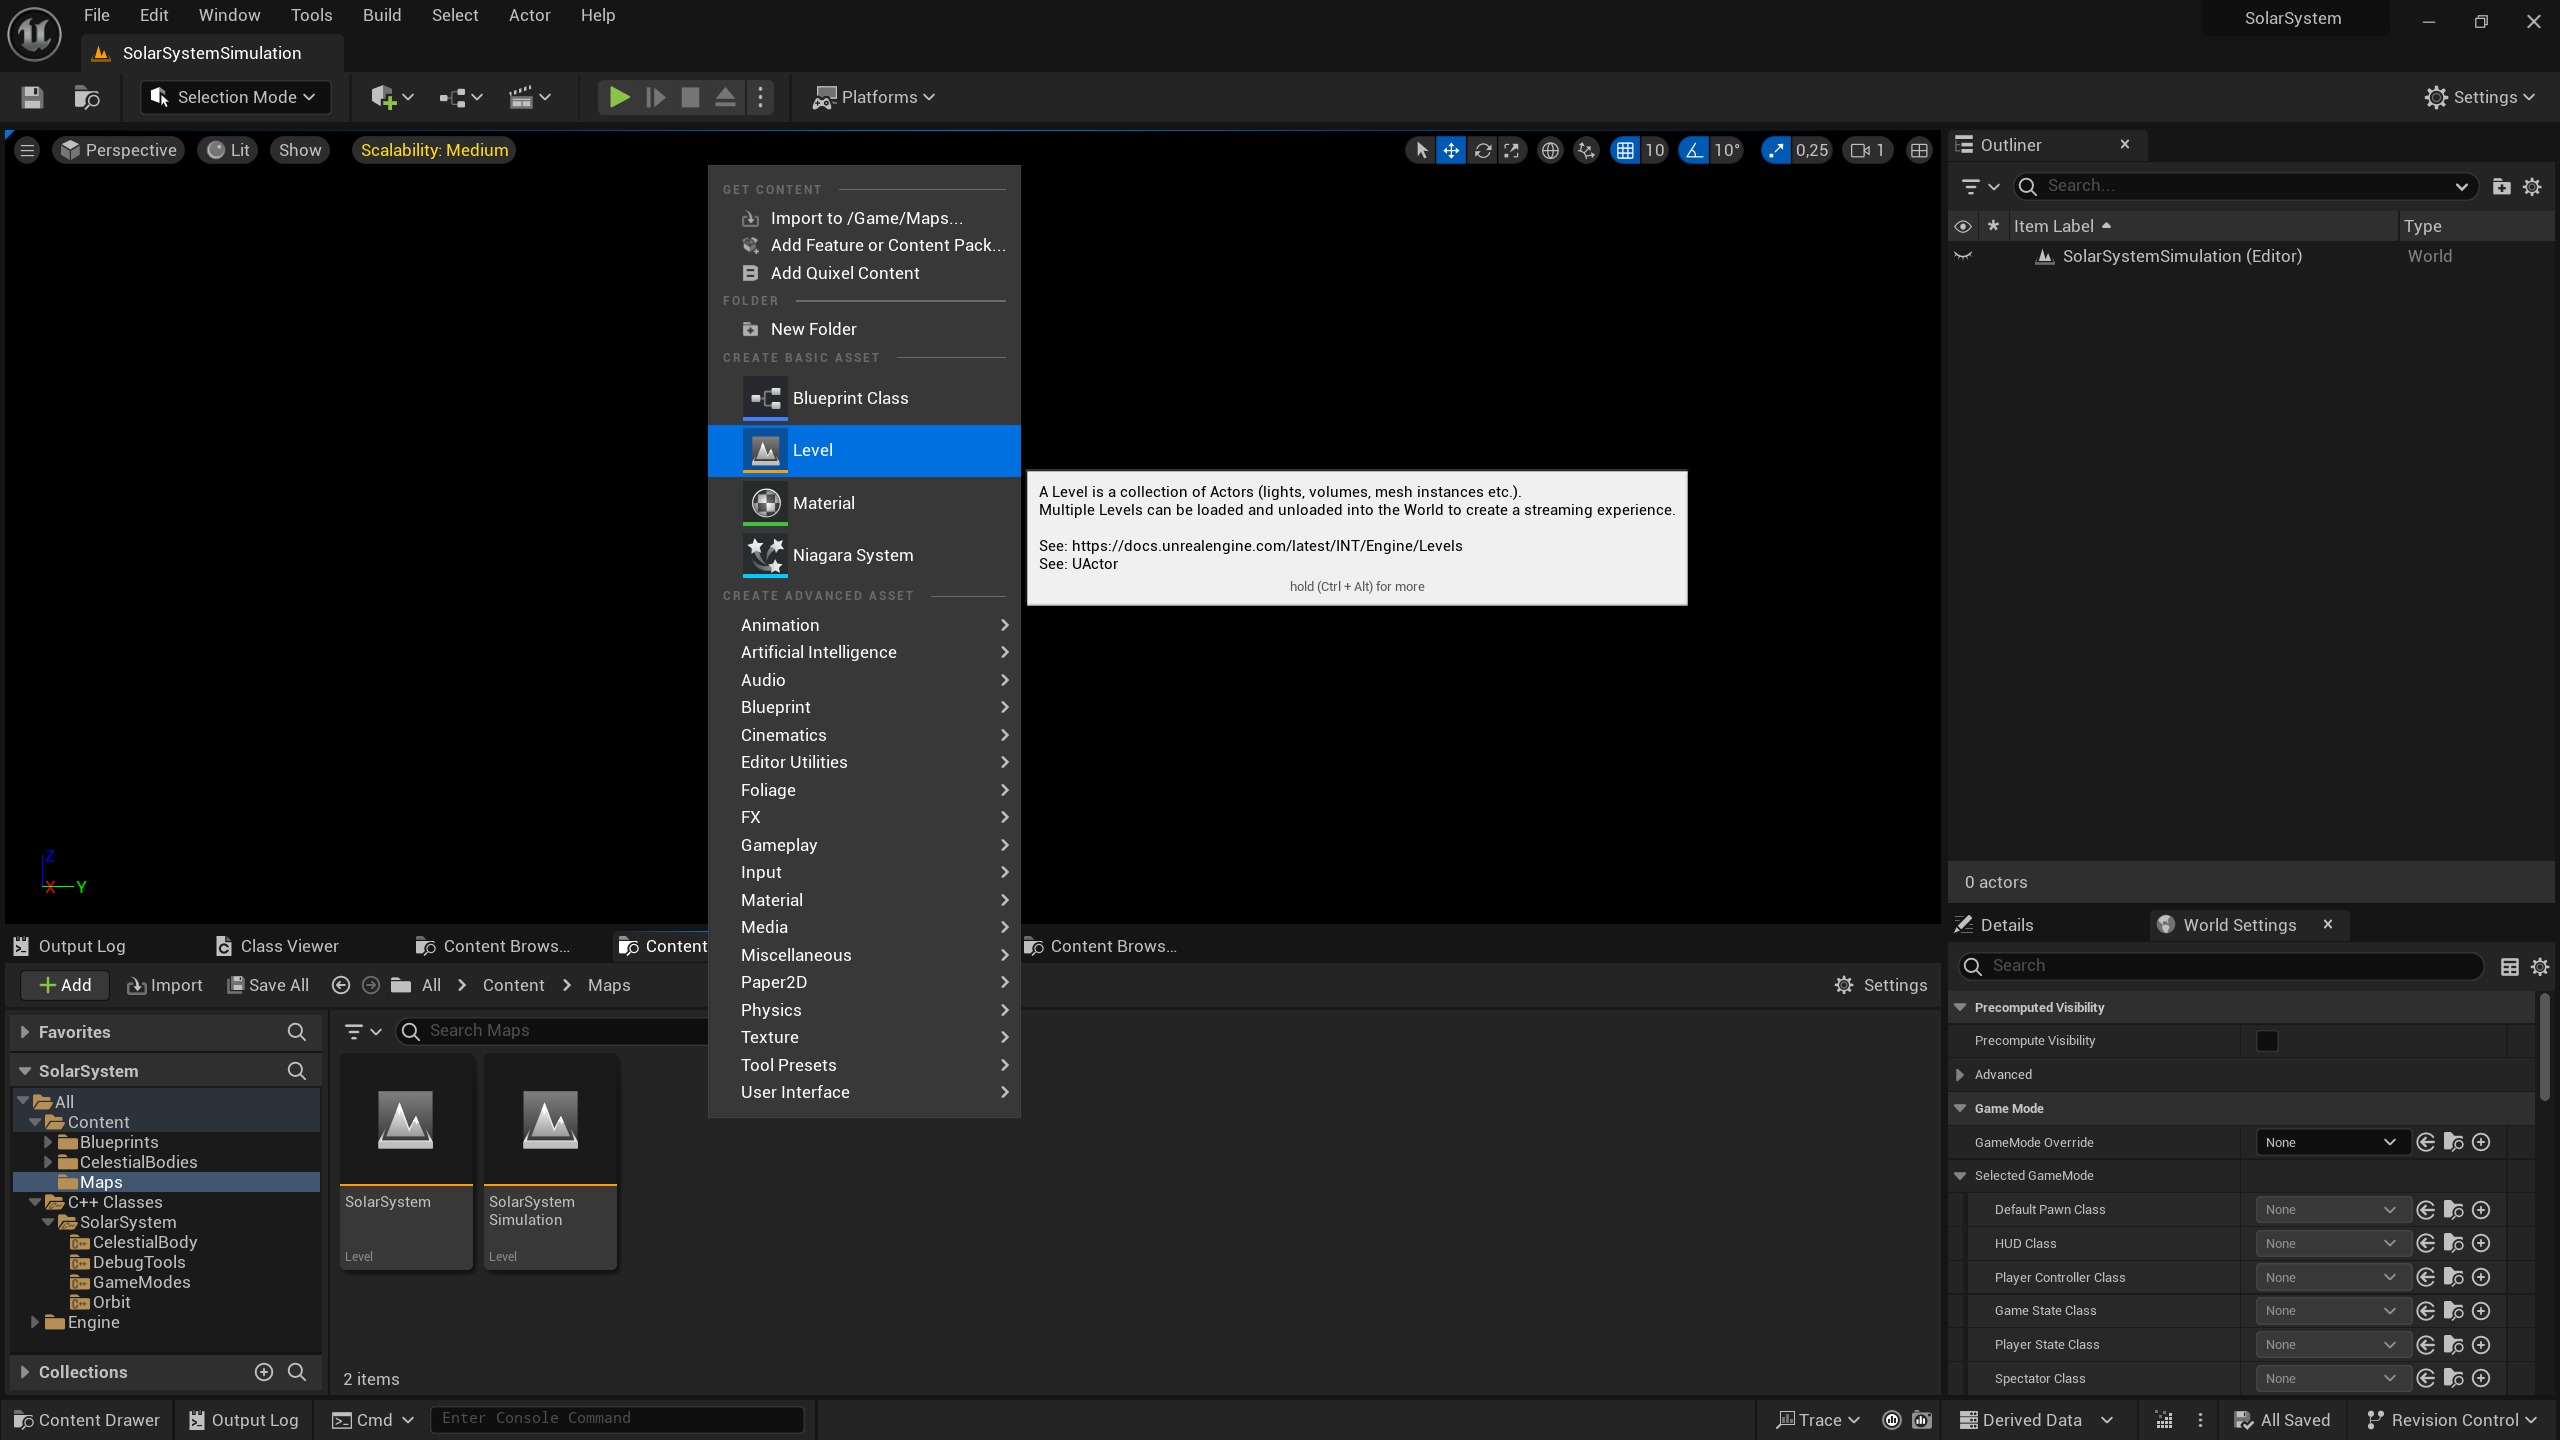 File Edit Window Tools Build Select Actor Help
SolarSystem
SolarSystemSimulation
Selection Mode
Platforms
Settings
Perspective Lit Show Scalability: Medium
10 10° 0,25 1
GET CONTENT
Import to /Game/Maps...
Add Feature or Content Pack...
Add Quixel Content
FOLDER
New Folder
CREATE BASIC ASSET
Blueprint Class
Level
Material
Niagara System
CREATE ADVANCED ASSET
Animation
Artificial Intelligence
Audio
Blueprint
Cinematics
Editor Utilities
Foliage
FX
Gameplay
Input
Material
Media
Miscellaneous
Paper2D
Physics
Texture
Tool Presets
User Interface
A Level is a collection of Actors (lights, volumes, mesh instances etc.).
Multiple Levels can be loaded and unloaded into the World to create a streaming experience.
See: https://docs.unrealengine.com/latest/INT/Engine/Levels
See: UActor
hold (Ctrl + Alt) for more
Z
X Y
Outliner
Search...
Item Label Type
SolarSystemSimulation (Editor) World
0 actors
Output Log Class Viewer Content Brows... Content Content Brows...
Add Import Save All All Content Maps Settings
Favorites
SolarSystem
All
Content
Blueprints
CelestialBodies
Maps
C++ Classes
SolarSystem
CelestialBody
DebugTools
GameModes
Orbit
Engine
Collections
Search Maps
SolarSystem
Level
SolarSystem
Simulation
Level
2 items
Details World Settings
Search
Precomputed Visibility
Precompute Visibility
Advanced
Game Mode
GameMode Override None
Selected GameMode
Default Pawn Class None
HUD Class None
Player Controller Class None
Game State Class None
Player State Class None
Spectator Class None
Content Drawer Output Log Cmd Enter Console Command
Trace Derived Data All Saved Revision Control